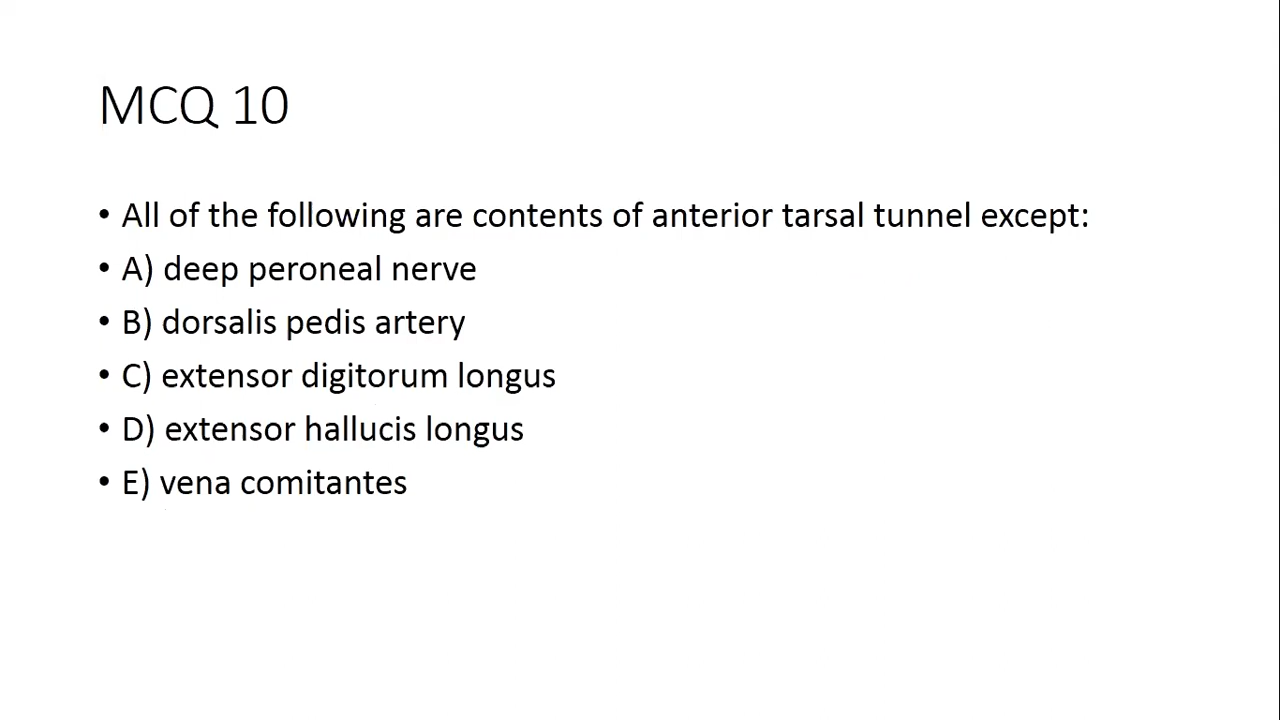 MCQ 10
• All of the following are contents of anterior tarsal tunnel except:
• A) deep peroneal nerve
• B) dorsalis pedis artery
• C) extensor digitorum longus
• D) extensor hallucis longus
• E) vena comitantes